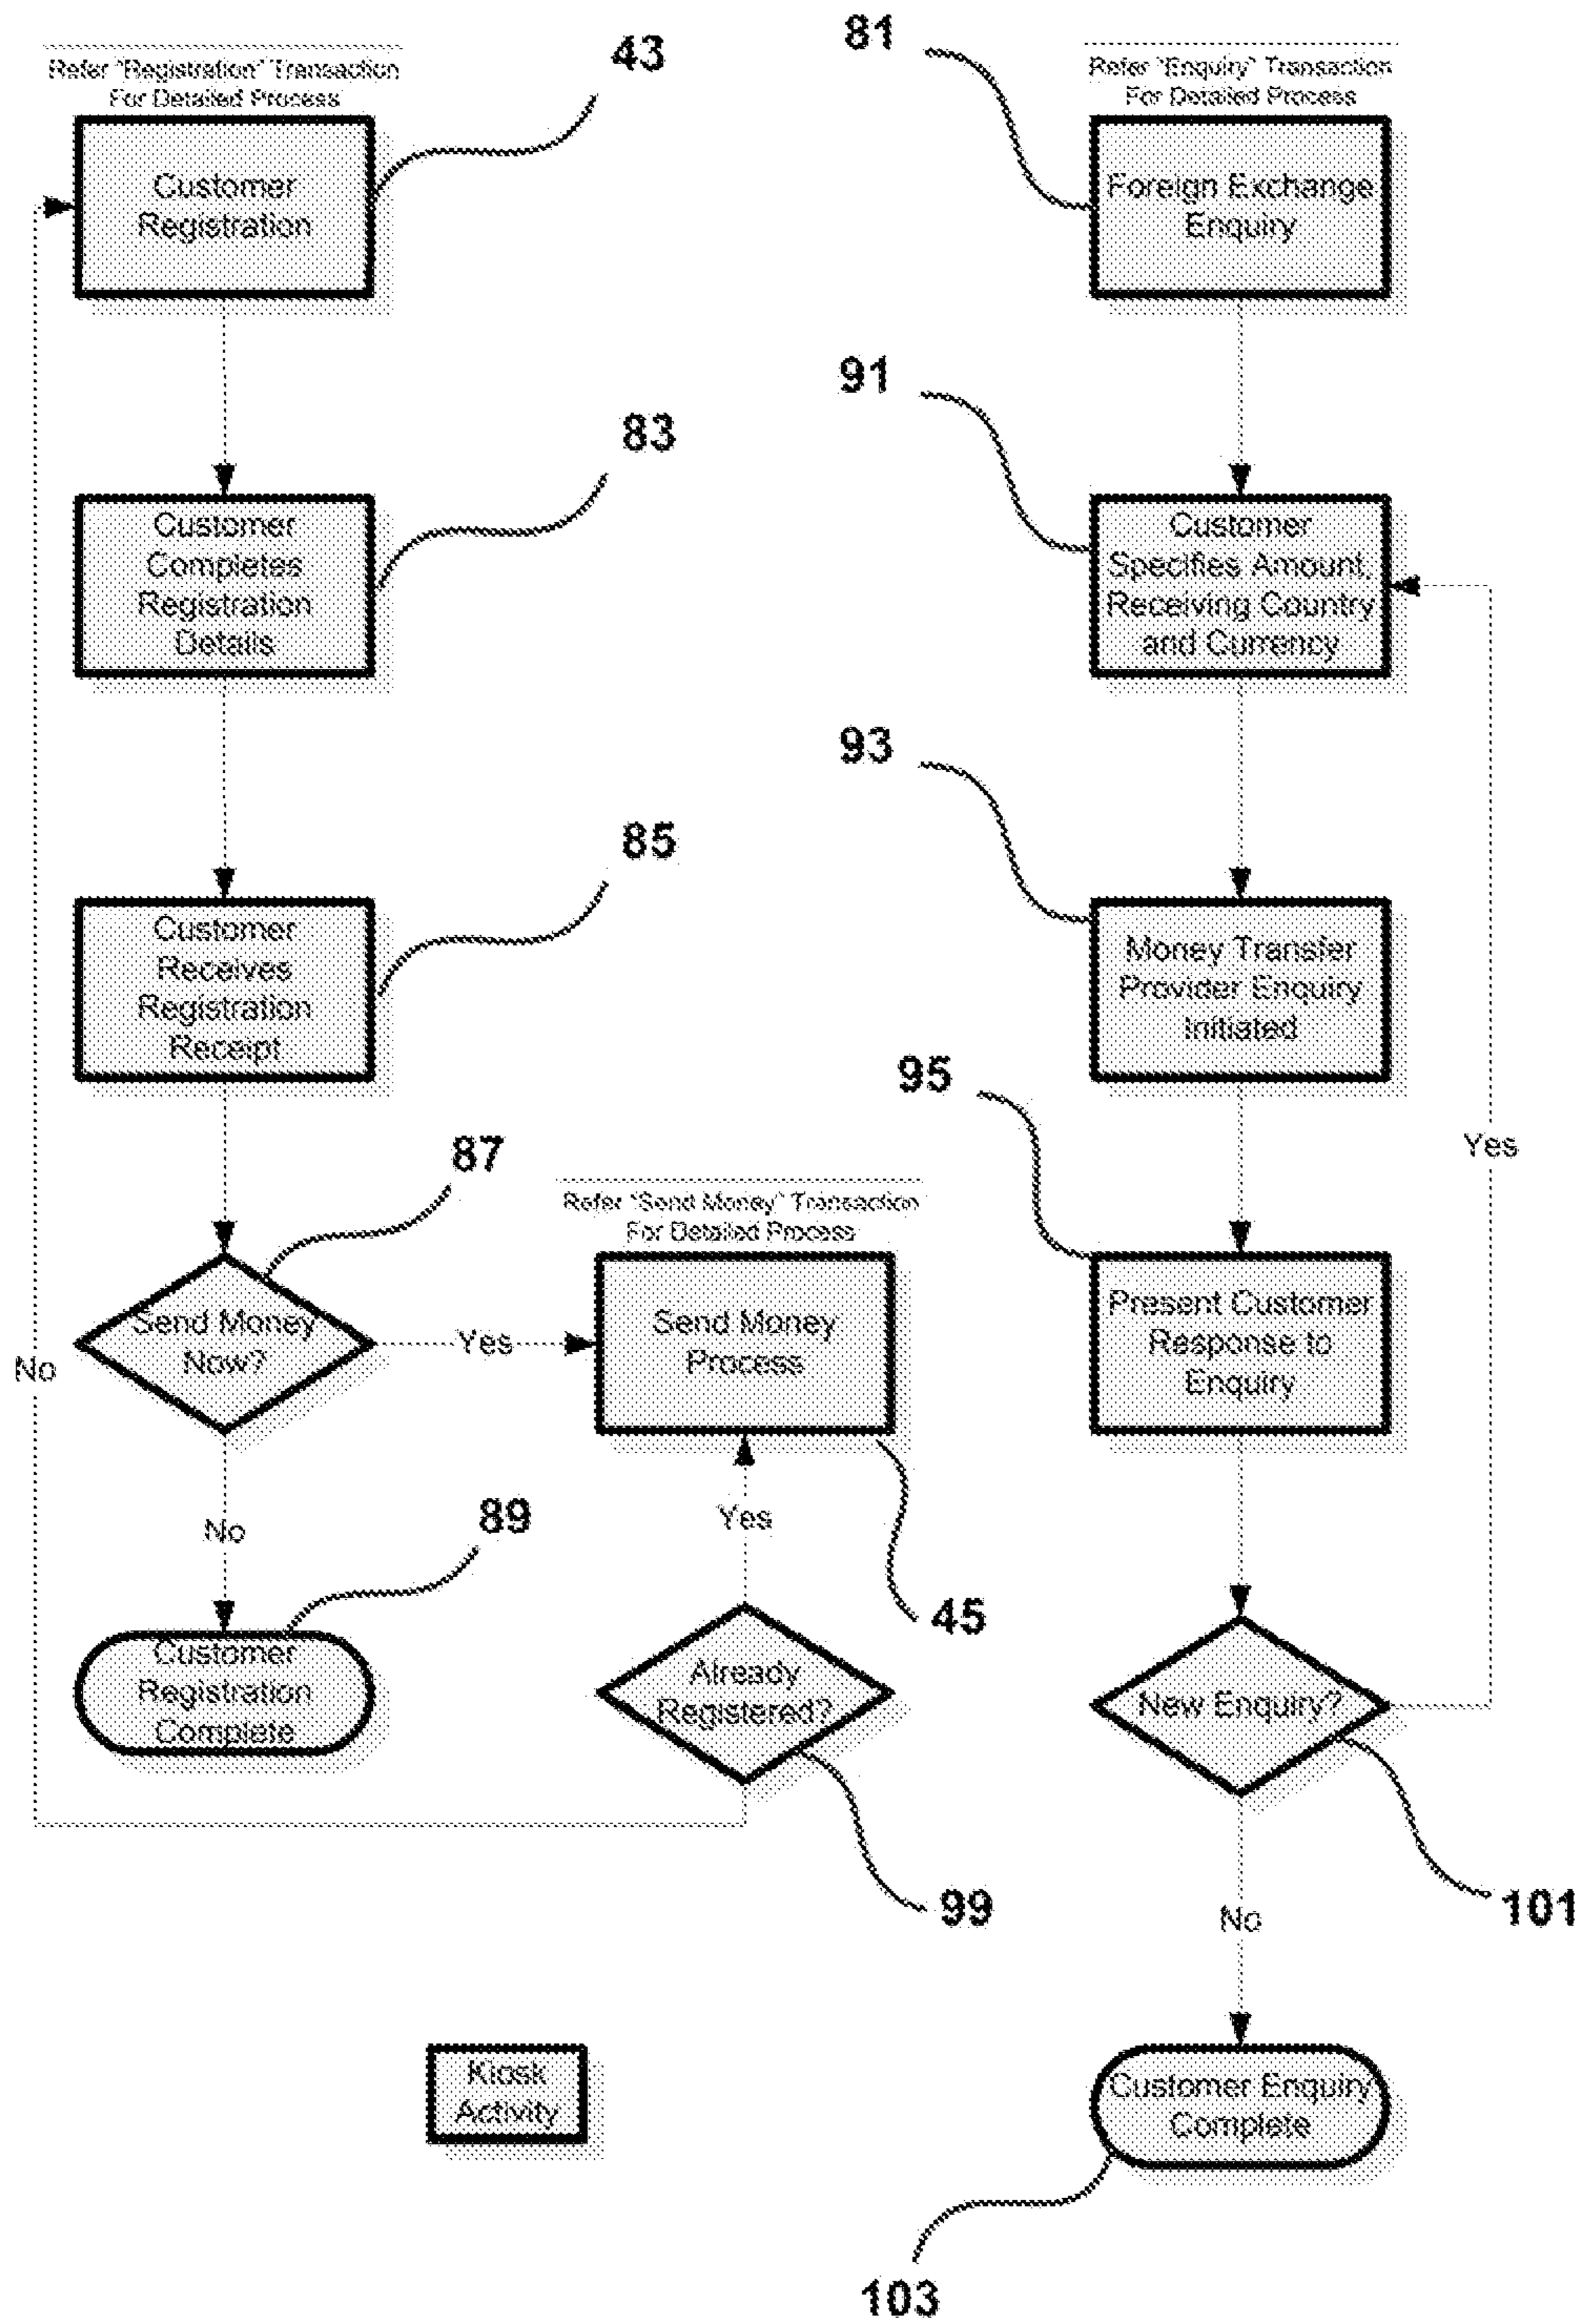 43
81
Refer "Registration" Transaction
For Detailed Process
Refer "Enquiry" Transaction
For Detailed Process
Customer
Registration
Foreign Exchange
Enquiry
91
83
Customer
Completes
Registration
Details
Customer
Specifies Amount,
Receiving Country
and Currency
93
85
Customer
Receives
Registration
Receipt
Money Transfer
Provider Enquiry
Initiated
95
87
Yes
Refer "Send Money" Transaction
For Detailed Process
Send Money
Now?
Yes
Send Money
Process
Present Customer
Response to
Enquiry
No
No
89
Yes
45
Customer
Registration
Complete
Already
Registered?
New Enquiry?
99
No
101
Kiosk
Activity
Customer Enquiry
Complete
103